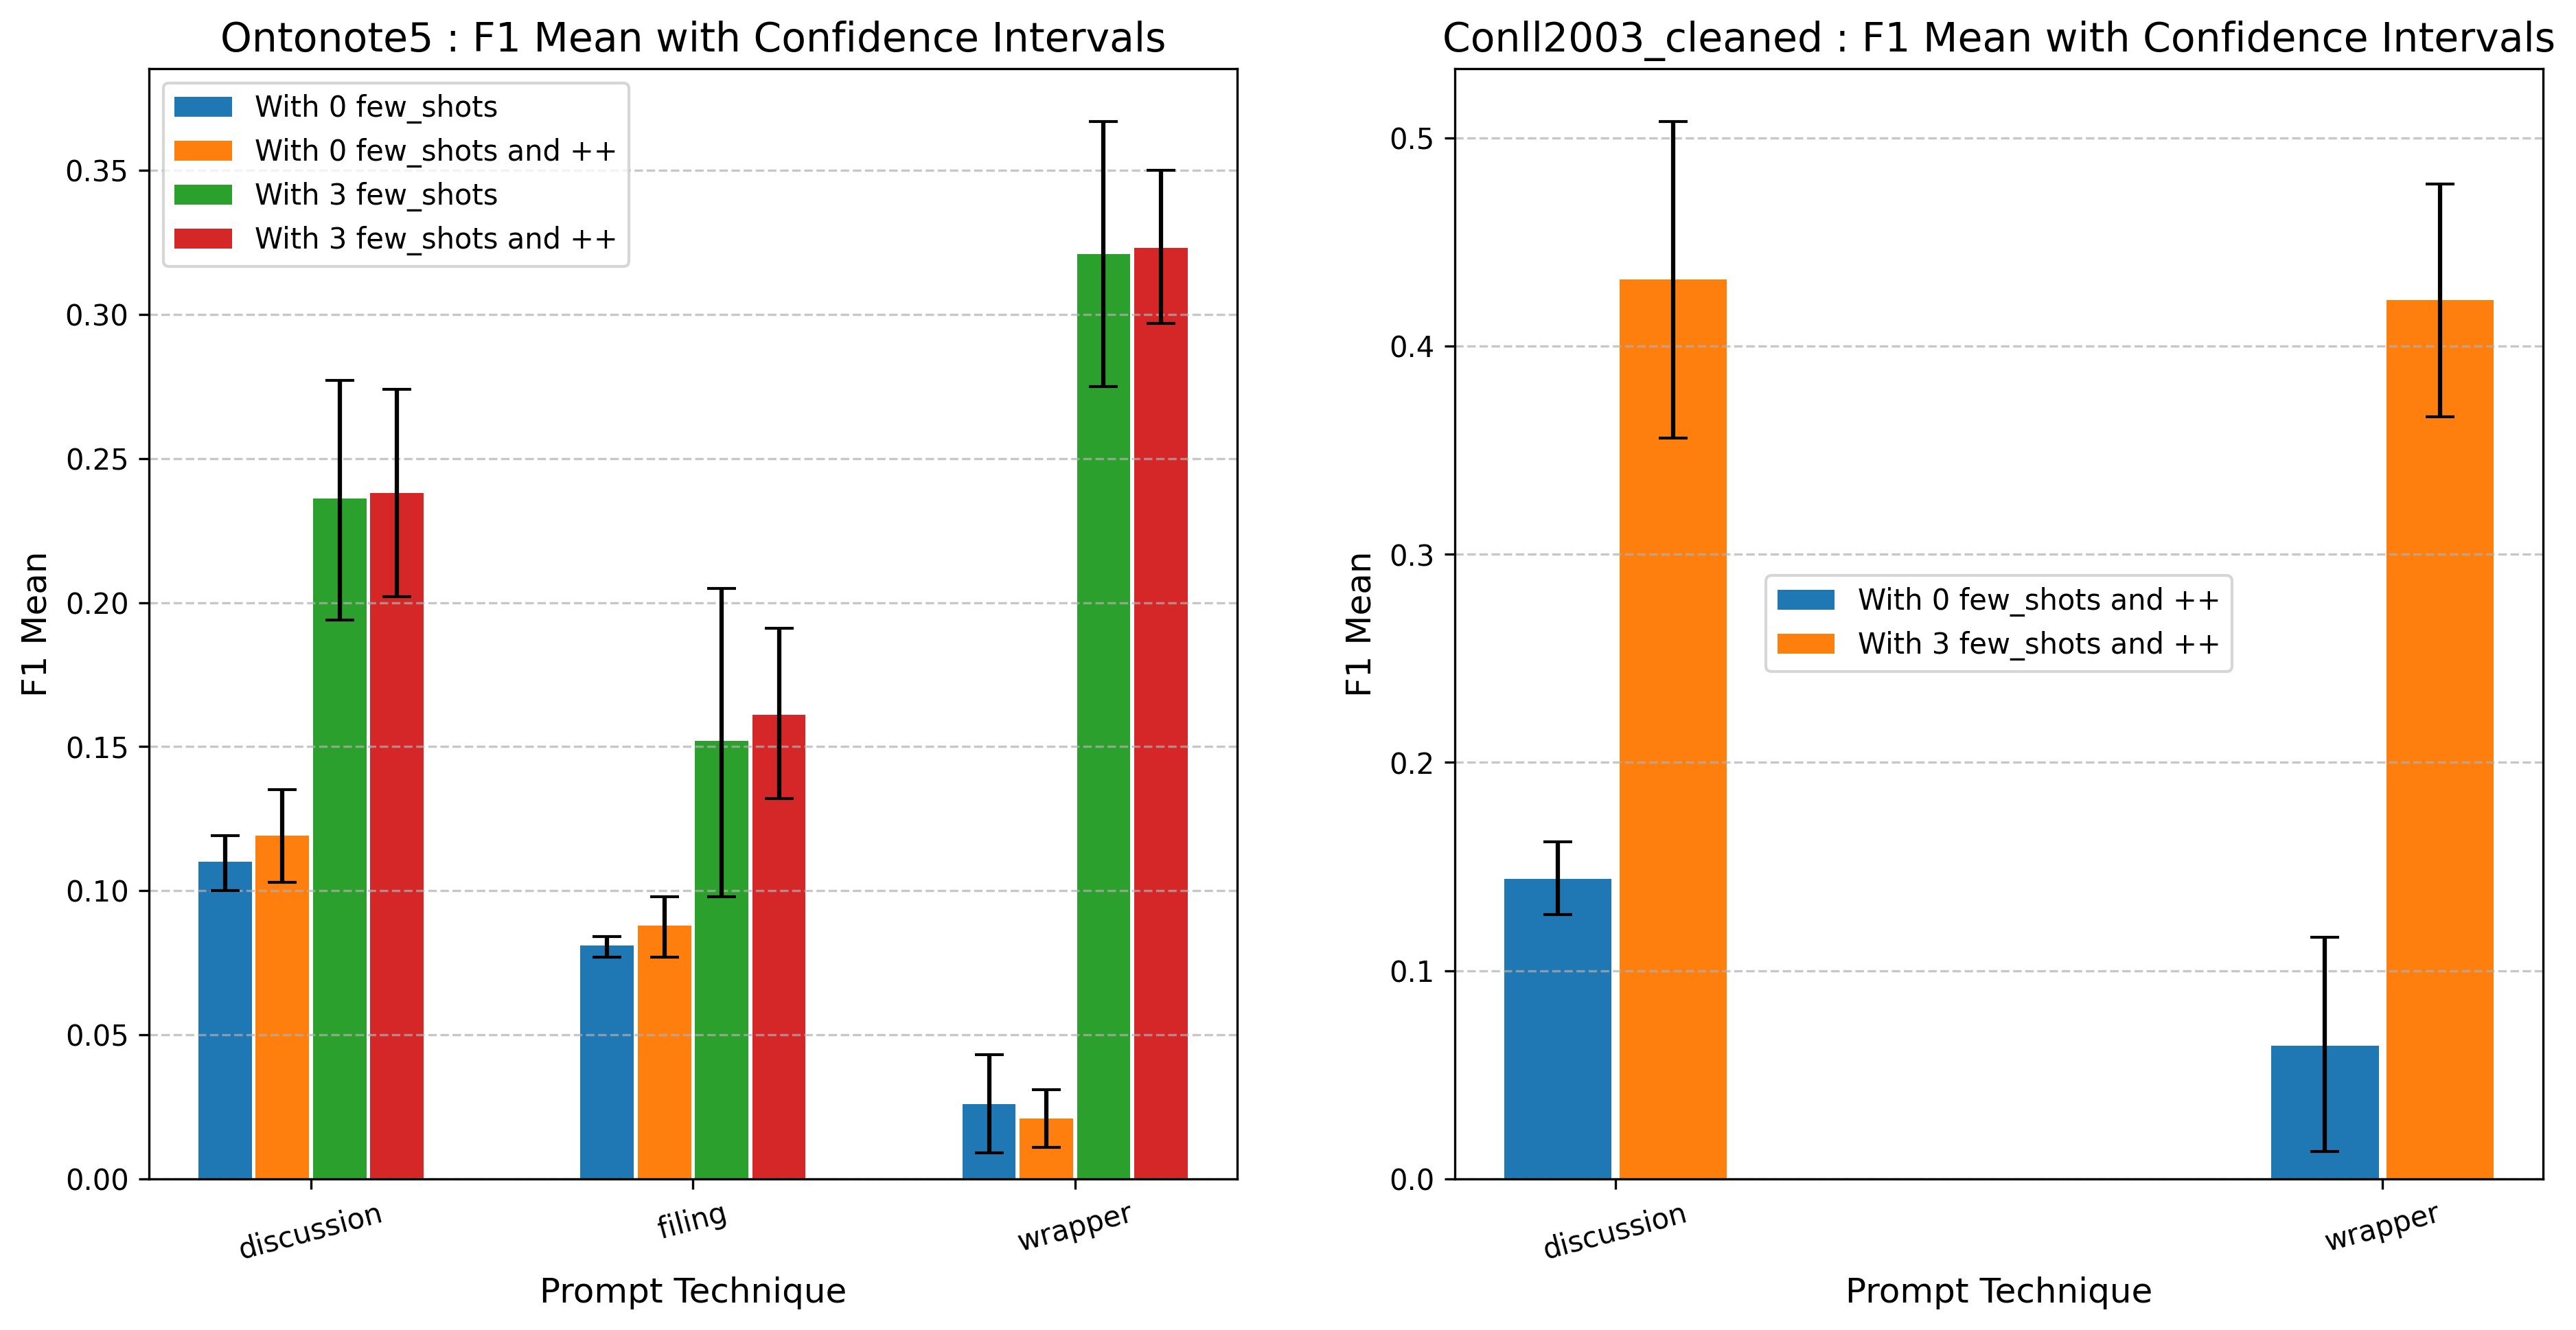 Ontonote5 : F1 Mean with Confidence Intervals
With 0 few_shots
With 0 few_shots and ++
With 3 few_shots
With 3 few_shots and ++
0.35
0.30
0.25
0.20
0.15
0.10
0.05
0.00
F1 Mean
discussion
filing
wrapper
Prompt Technique
Conll2003_cleaned : F1 Mean with Confidence Intervals
0.5
0.4
0.3
0.2
0.1
0.0
F1 Mean
With 0 few_shots and ++
With 3 few_shots and ++
discussion
wrapper
Prompt Technique